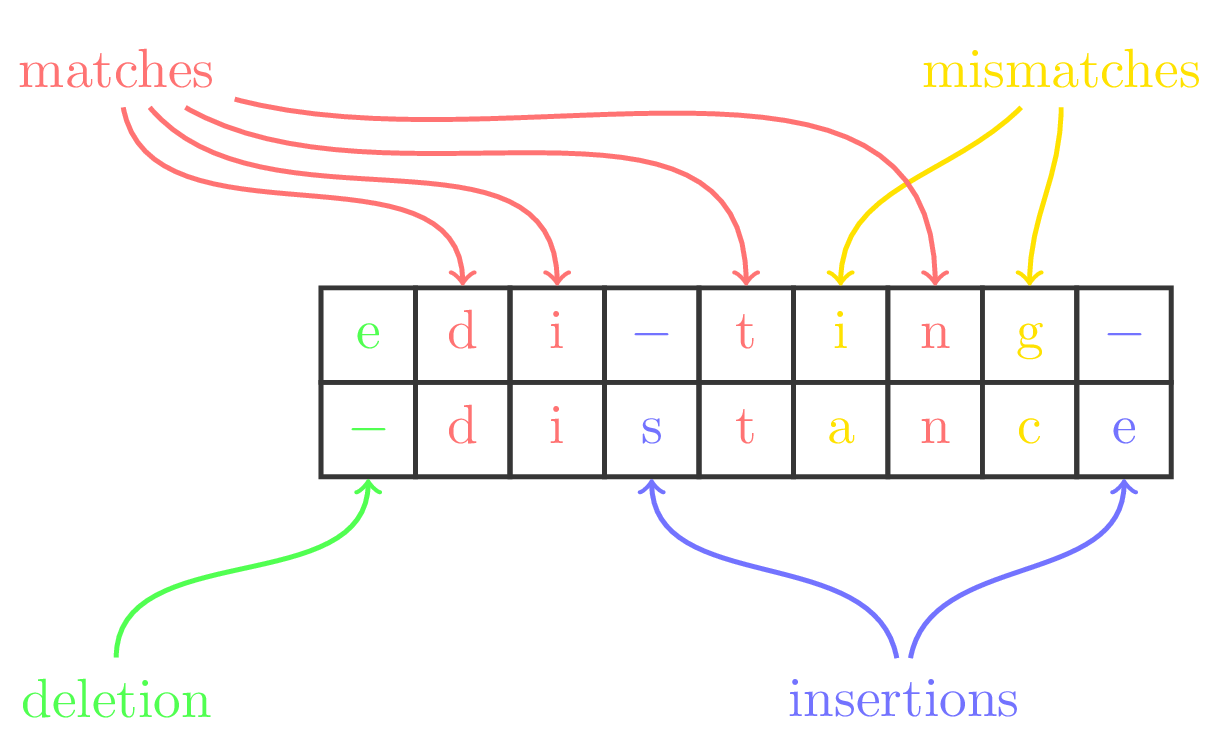 matches mismatches
e d i – t i n g –
– d i s t a n c e
deletion insertions